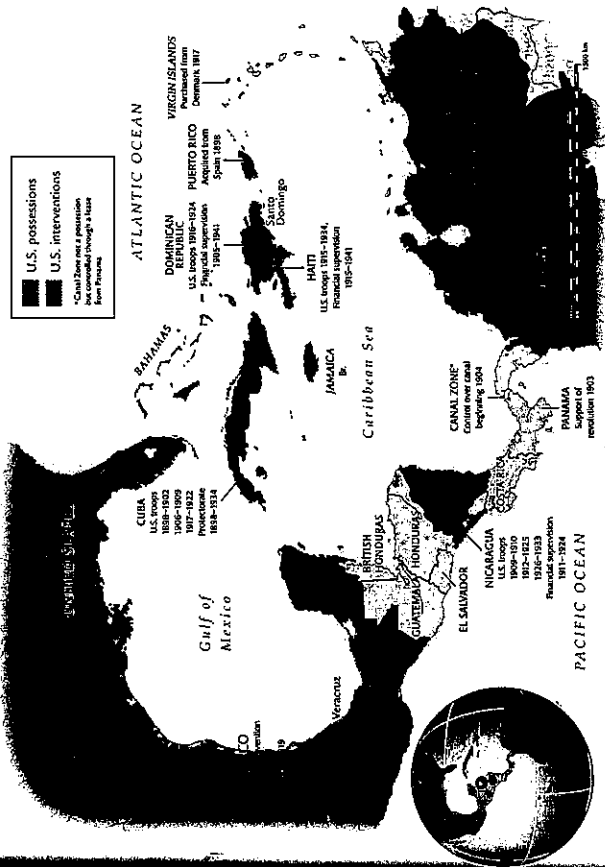 U.S. possessions
U.S. interventions
*Canal Zone not a possession
but controlled through a lease
from Panama
ATLANTIC OCEAN
VIRGIN ISLANDS
Purchased from
Denmark 1917
PUERTO RICO
Acquired from
Spain 1898
DOMINICAN
REPUBLIC
U.S. troops 1916–1924
Financial supervision
1905–1941
Santo
Domingo
HAITI
U.S. troops 1915–1934,
Financial supervision
1915–1941
BAHAMAS
JAMAICA
Br.
Caribbean Sea
UNITED STATES
CUBA
U.S. troops
1898–1902
1906–1909
1917–1922
Protectorate
1898–1934
Gulf of
Mexico
CO
vention
19
Veracruz
BRITISH
HONDURAS
GUATEMALA
HONDURAS
EL SALVADOR
NICARAGUA
U.S. troops
1909–1910
1912–1925
1926–1933
Financial supervision
1911–1924
COSTA RICA
CANAL ZONE*
Control over canal
beginning 1904
PANAMA
Support of
revolution 1903
PACIFIC OCEAN
1000 km